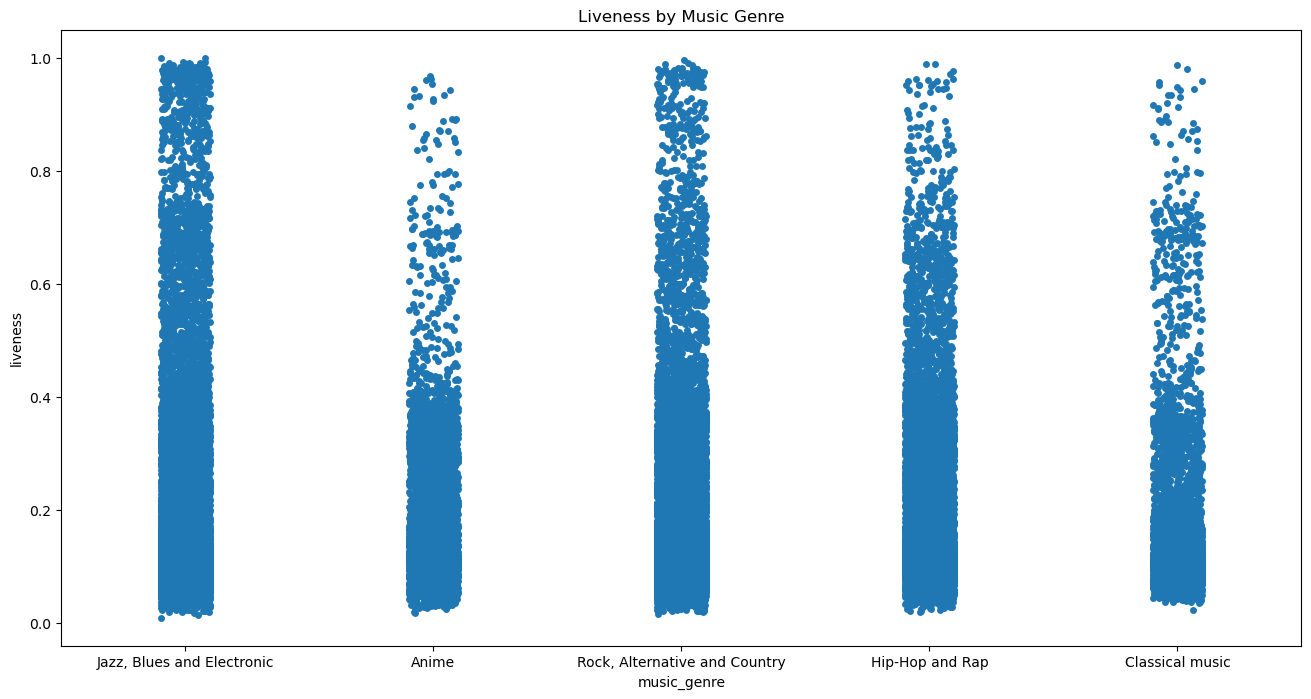 Liveness by Music Genre
1.0
0.8
0.6
0.4
0.2
0.0
liveness
Jazz, Blues and Electronic
Anime
Rock, Alternative and Country
Hip-Hop and Rap
Classical music
music_genre